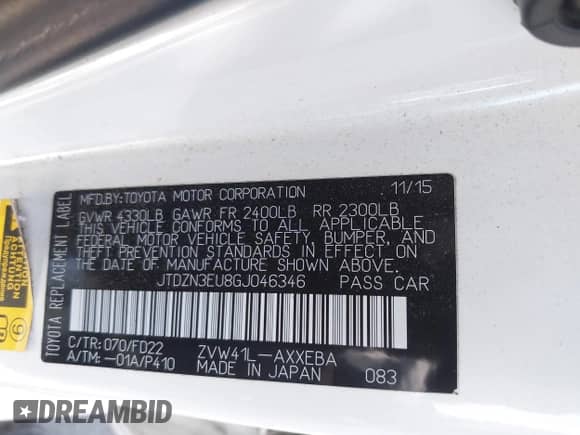 MFD.BY:TOYOTA MOTOR CORPORATION 11/15
GVWR 4330LB GAWR FR 2400LB RR 2300LB
THIS VEHICLE CONFORMS TO ALL APPLICABLE
FEDERAL MOTOR VEHICLE SAFETY, BUMPER, AND
THEFT PREVENTION STANDARDS IN EFFECT ON
THE DATE OF MANUFACTURE SHOWN ABOVE.
JTDZN3EU8GJ046346 PASS CAR
C/TR: 070/FD22 ZVW41L-AXXEBA
A/TM: -01A/P410 MADE IN JAPAN 083
TOYOTA REPLACEMENT LABEL
ATTENTION
ACHTUNG
DREAMBID